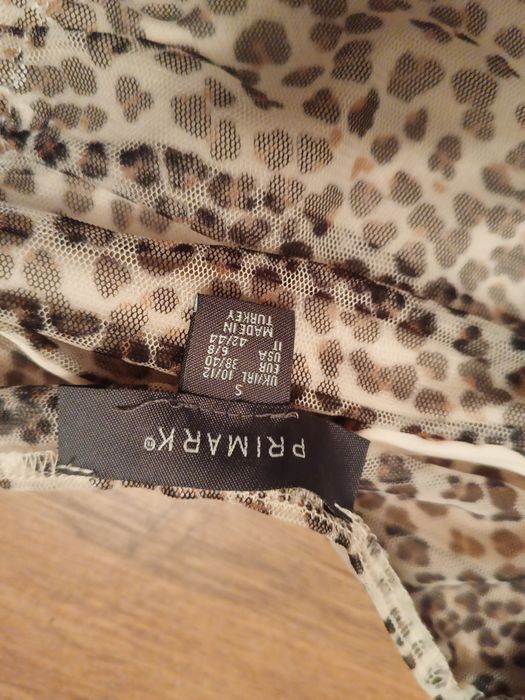 PRIMARK®
S
UK/IRL 10/12
EUR 38/40
USA 6/8
IT 42/44
MADE IN
TURKEY